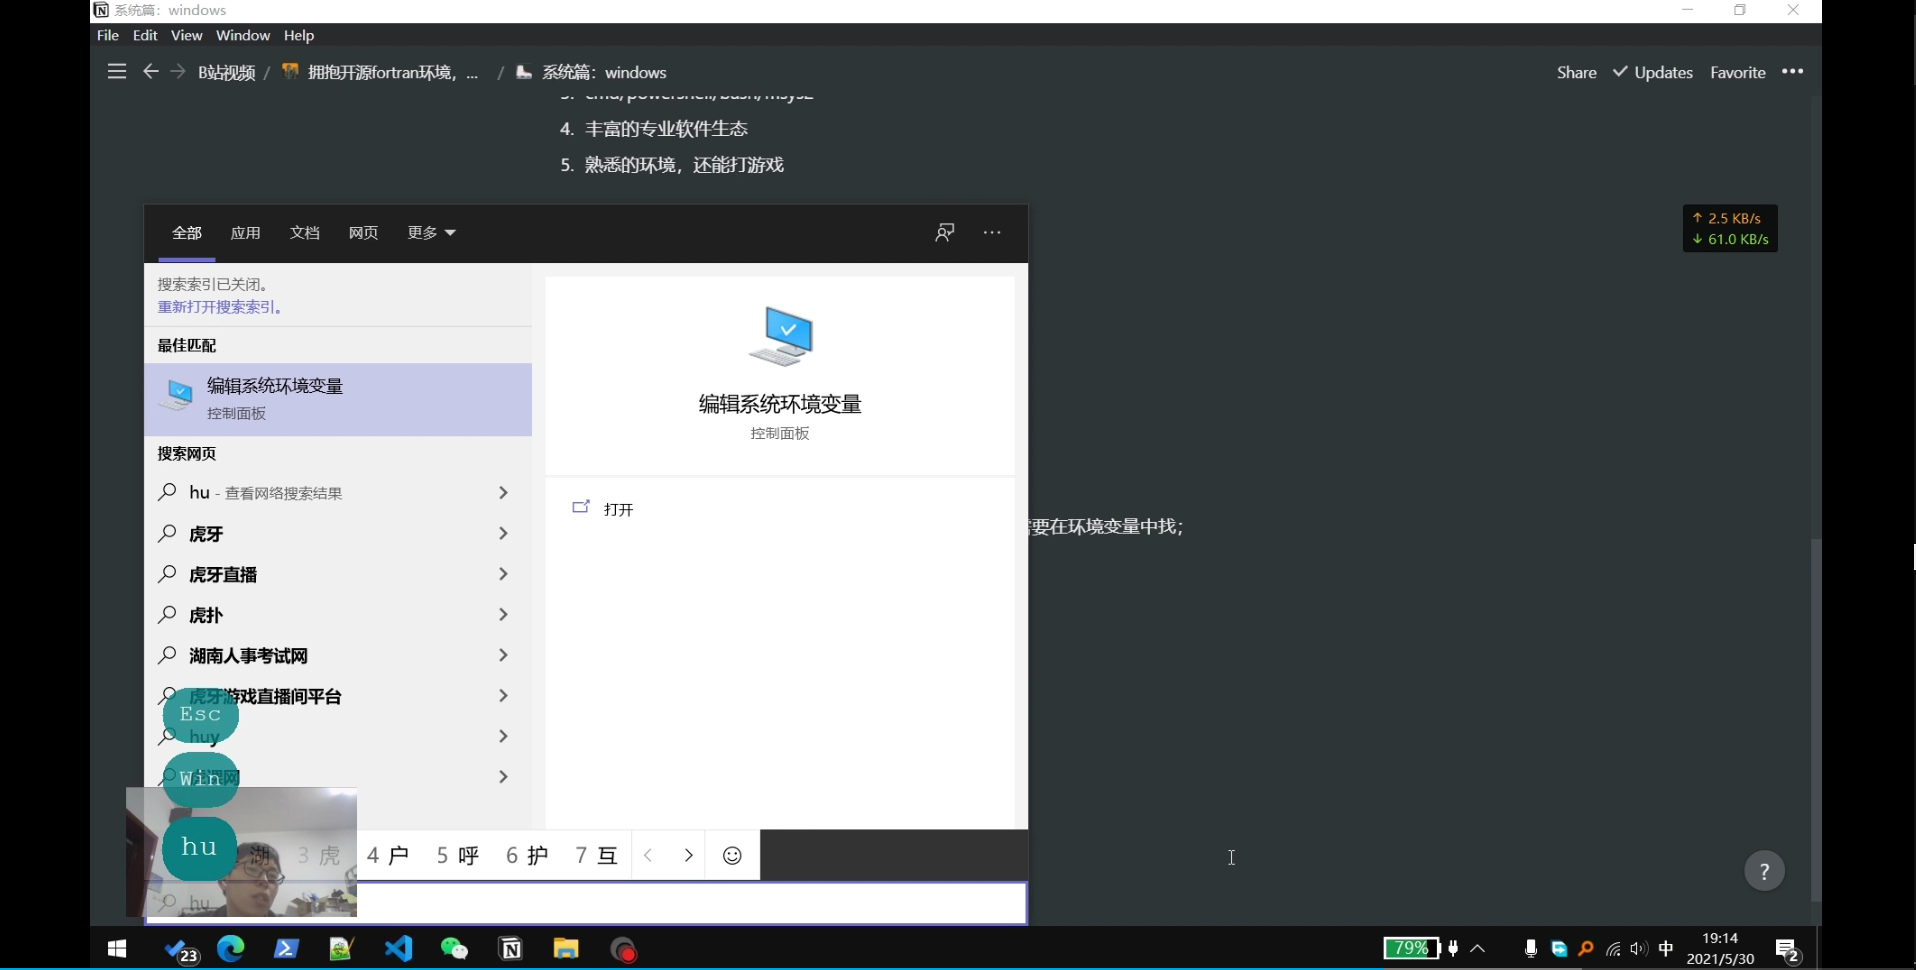 系统篇：windows
File Edit View Window Help
B站视频 / 拥抱开源fortran环境，... / 系统篇：windows
Share Updates Favorite
3. cmd/powershell/bash/msys2
4. 丰富的专业软件生态
5. 熟悉的环境，还能打游戏
全部 应用 文档 网页 更多
↑ 2.5 KB/s
↓ 61.0 KB/s
搜索索引已关闭。
重新打开搜索索引。
最佳匹配
编辑系统环境变量
控制面板
编辑系统环境变量
控制面板
搜索网页
hu - 查看网络搜索结果
打开
要在环境变量中找；
虎牙
虎牙直播
虎扑
湖南人事考试网
虎牙游戏直播间平台
Esc
huy
Win
网
hu
湖 3 虎 4 户 5 呼 6 护 7 互
hu
?
23
79%
中
19:14
2021/5/30
2